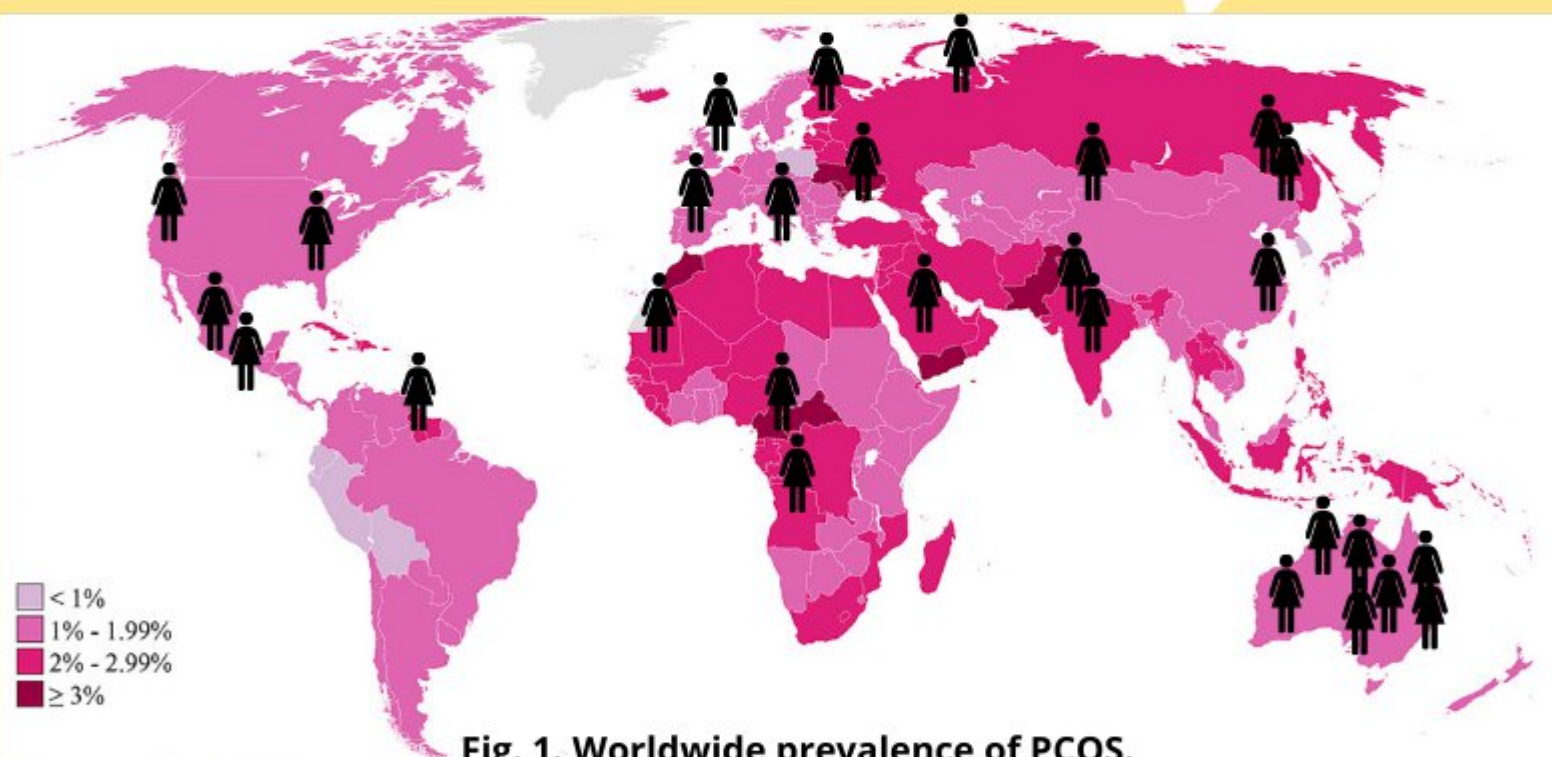 < 1%
1% - 1.99%
2% - 2.99%
≥ 3%
Fig. 1. Worldwide prevalence of PCOS.